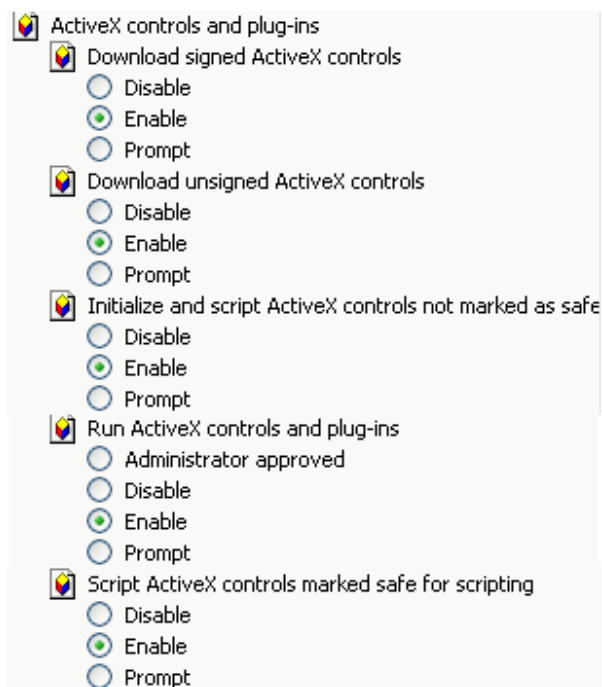 ActiveX controls and plug-ins
Download signed ActiveX controls
Disable
Enable
Prompt
Download unsigned ActiveX controls
Disable
Enable
Prompt
Initialize and script ActiveX controls not marked as safe
Disable
Enable
Prompt
Run ActiveX controls and plug-ins
Administrator approved
Disable
Enable
Prompt
Script ActiveX controls marked safe for scripting
Disable
Enable
Prompt